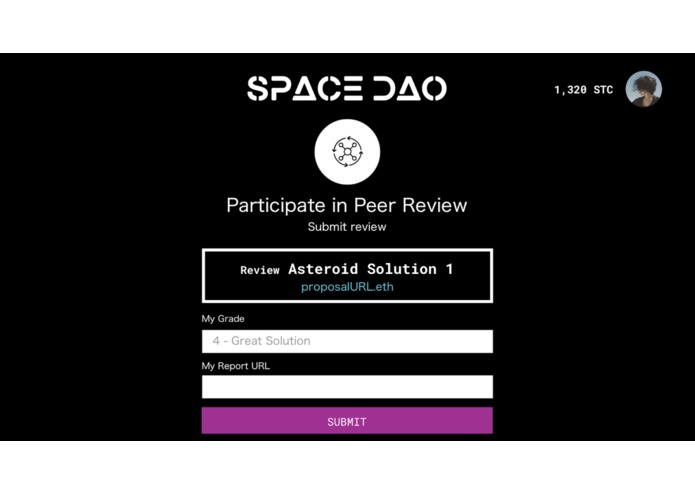 SPACE DAO
1,320 STC
Participate in Peer Review
Submit review
Review Asteroid Solution 1
proposalURL.eth
My Grade
4 - Great Solution
My Report URL
SUBMIT